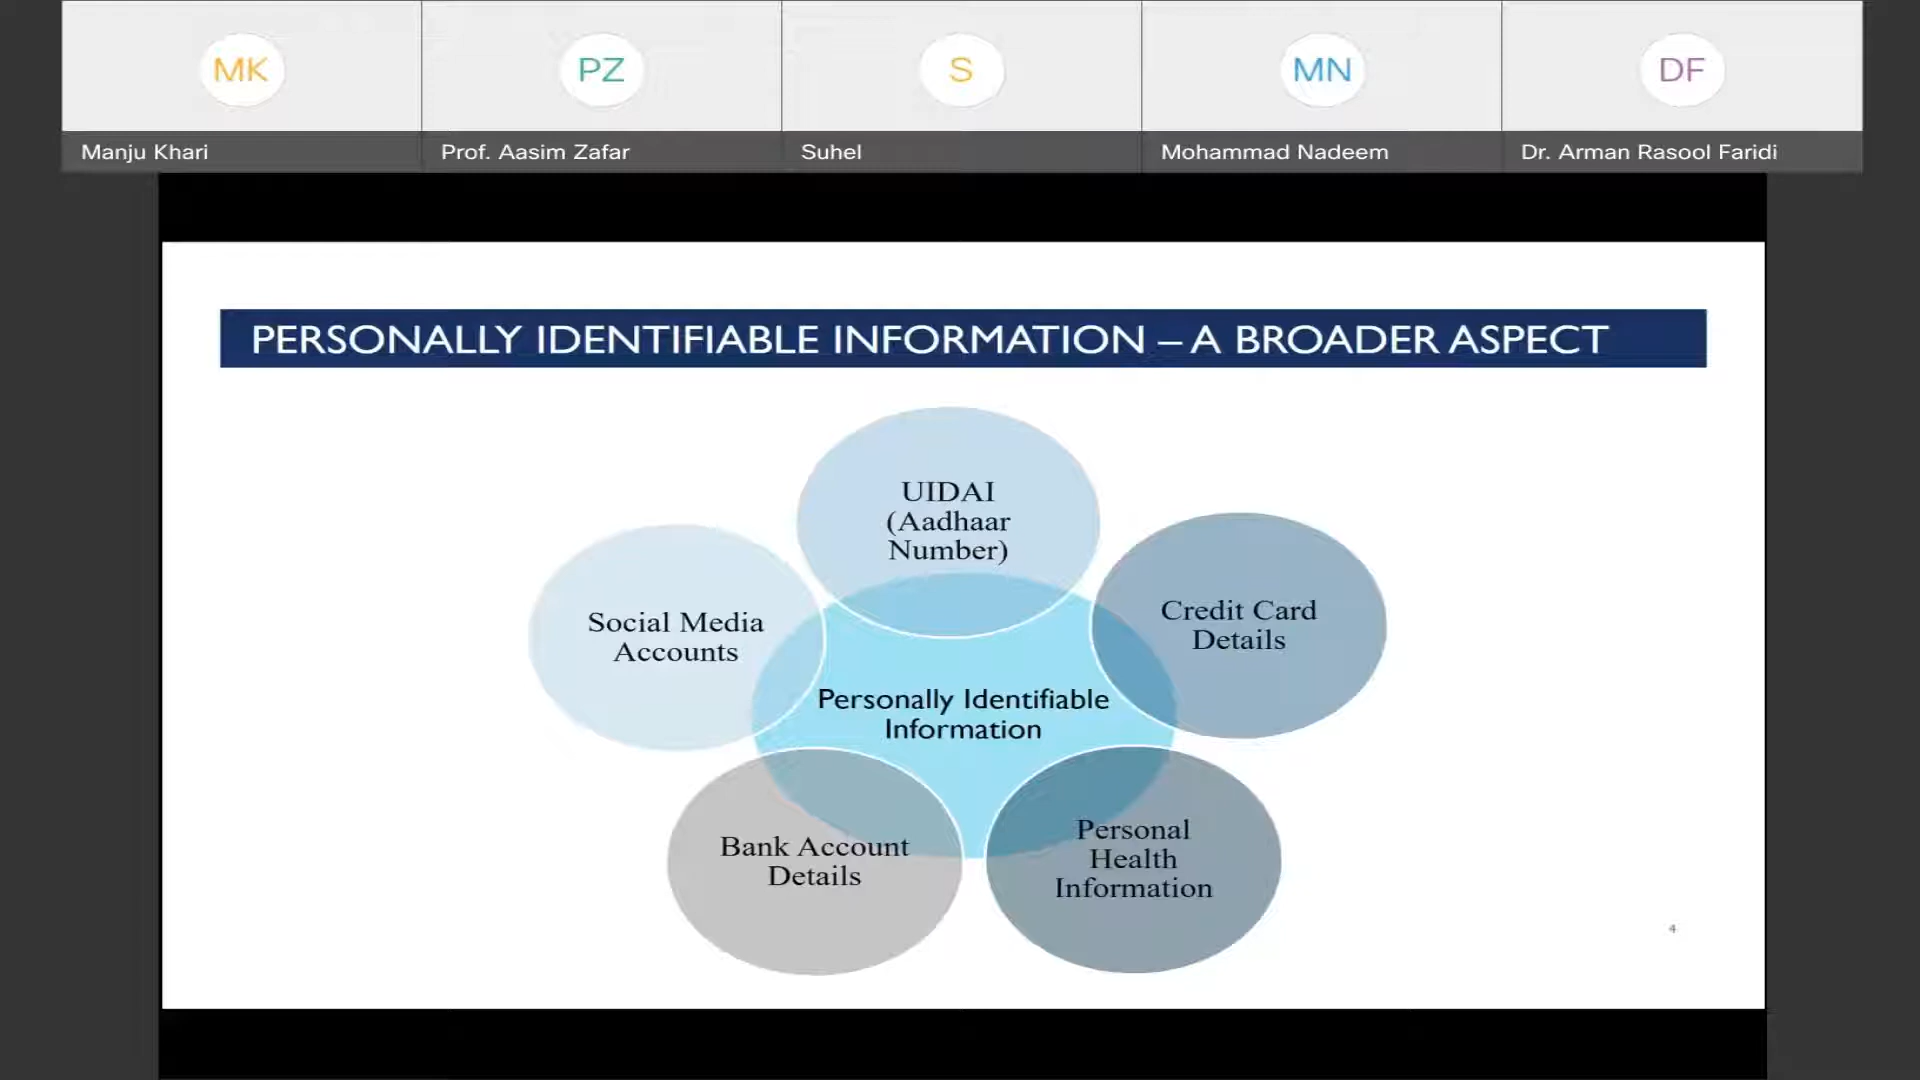 MK
PZ
S
MN
DF
Manju Khari
Prof. Aasim Zafar
Suhel
Mohammad Nadeem
Dr. Arman Rasool Faridi
PERSONALLY IDENTIFIABLE INFORMATION – A BROADER ASPECT
UIDAI
(Aadhaar
Number)
Social Media
Accounts
Credit Card
Details
Personally Identifiable
Information
Bank Account
Details
Personal
Health
Information
4